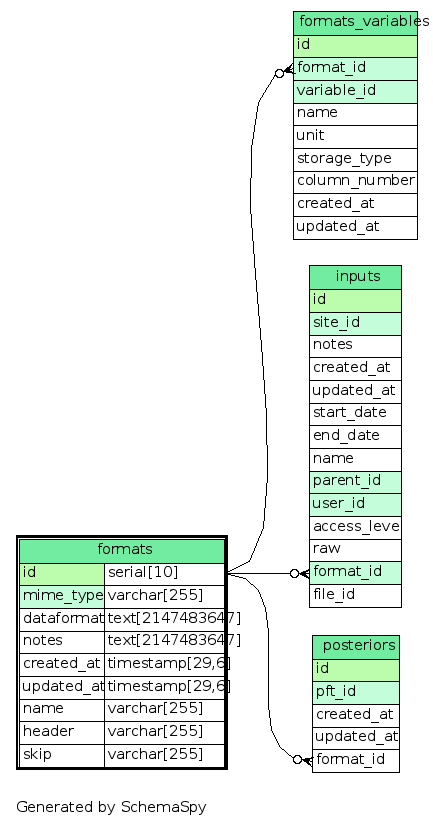 formats_variables
id
format_id
variable_id
name
unit
storage_type
column_number
created_at
updated_at
inputs
id
site_id
notes
created_at
updated_at
start_date
end_date
name
parent_id
user_id
access_leve
raw
format_id
file_id
formats
id serial[10]
mime_type varchar[255]
dataformat text[2147483647]
notes text[2147483647]
created_at timestamp[29,6]
updated_at timestamp[29,6]
name varchar[255]
header varchar[255]
skip varchar[255]
posteriors
id
pft_id
created_at
updated_at
format_id
Generated by SchemaSpy